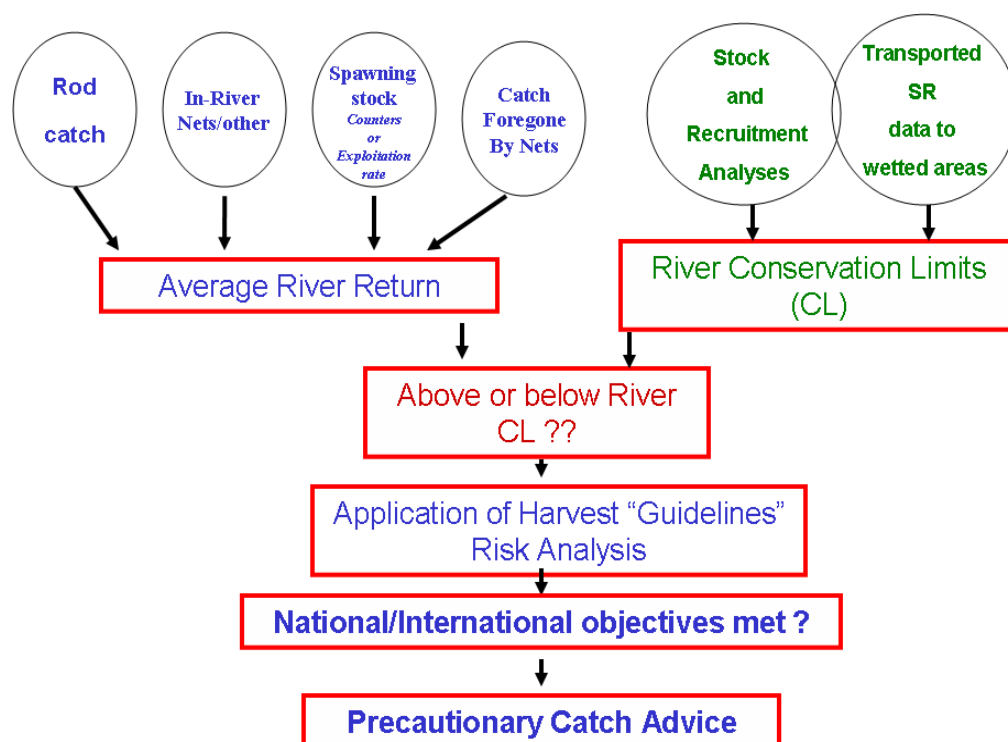 Rod
catch
In-River
Nets/other
Spawning
stock
Counters
or
Exploitation
rate
Catch
Foregone
By Nets
Stock
and
Recruitment
Analyses
Transported
SR
data to
wetted areas
Average River Return
River Conservation Limits
(CL)
Above or below River
CL ??
Application of Harvest “Guidelines”
Risk Analysis
National/International objectives met ?
Precautionary Catch Advice